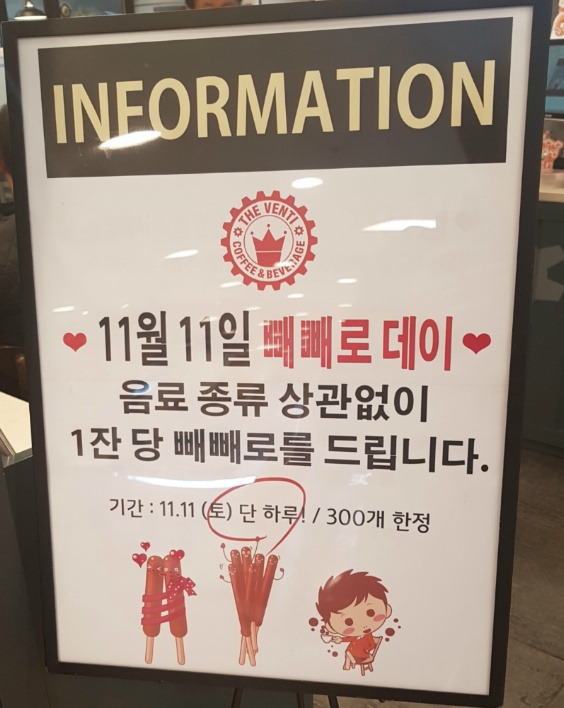 INFORMATION
THE VENTI
COFFEE & BEVERAGE
11월 11일 빼빼로 데이
음료 종류 상관없이
1잔 당 빼빼로를 드립니다.
기간 : 11.11 (토) 단 하루! / 300개 한정